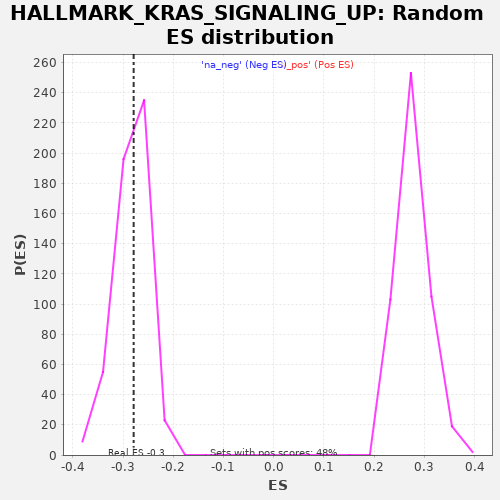 HALLMARK_KRAS_SIGNALING_UP: Random
ES distribution
'na_neg' (Neg ES)_pos' (Pos ES)
260
240
220
200
180
160
140
120
100
80
60
40
20
0
P(ES)
Real ES -0.3
Sets with pos scores: 48%
-0.4 -0.3 -0.2 -0.1 0.0 0.1 0.2 0.3 0.4
ES